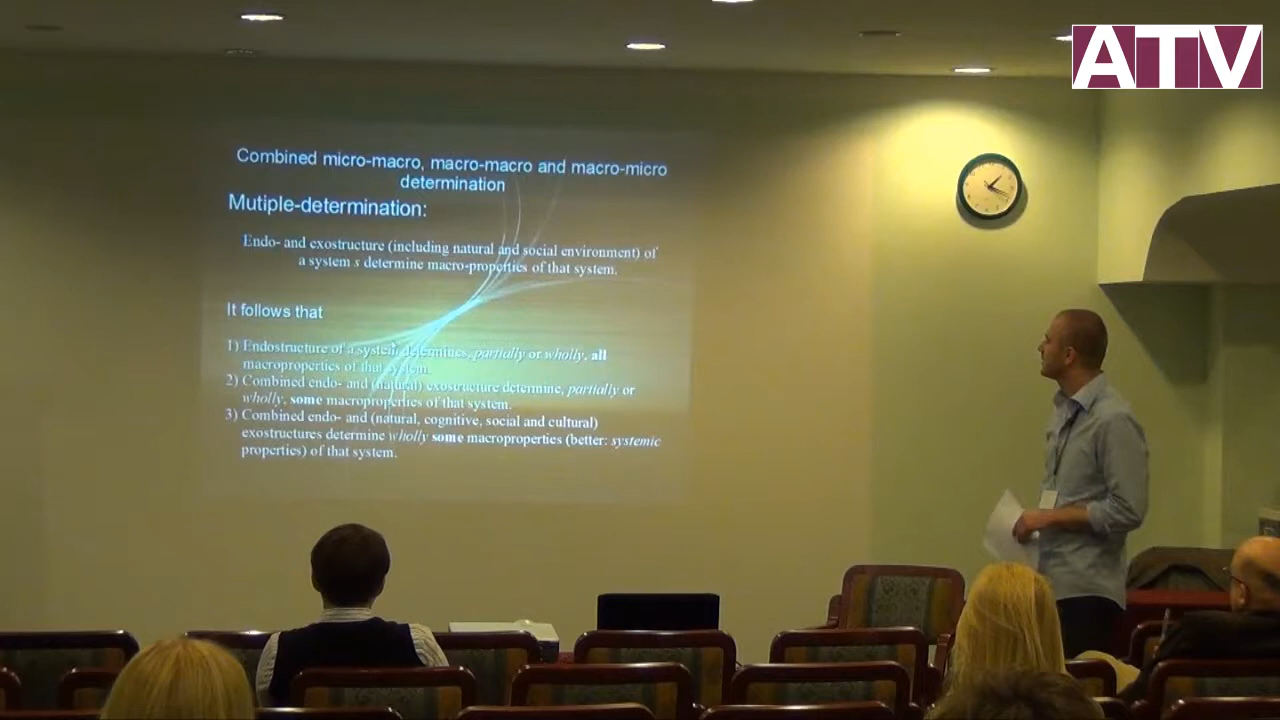 ATV
Combined micro-macro, macro-macro and macro-micro
determination
Mutiple-determination:
Endo- and exostructure (including natural and social environment) of
a system s determine macro-properties of that system.
It follows that
1) Endostructure of a system determines, partially or wholly, all
macroproperties of that system.
2) Combined endo- and (natural) exostructure determine, partially or
wholly, some macroproperties of that system.
3) Combined endo- and (natural, cognitive, social and cultural)
exostructures determine wholly some macroproperties (better: systemic
properties) of that system.